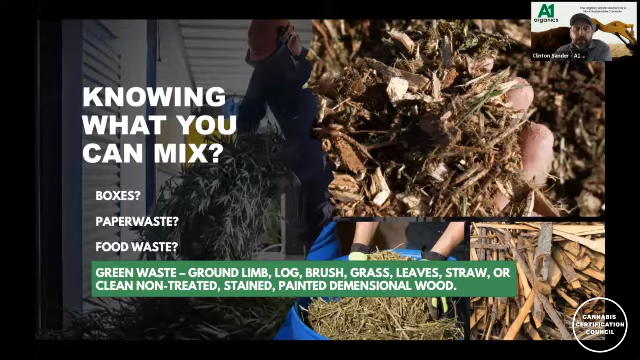 A1
organics
KNOWING
WHAT YOU
CAN MIX?
BOXES?
PAPERWASTE?
FOOD WASTE?
GREEN WASTE – GROUND LIMB, LOG, BRUSH, GRASS, LEAVES, STRAW, OR
CLEAN NON-TREATED, STAINED, PAINTED DEMENSIONAL WOOD.
Clinton Sander - A1 ...
CANNABIS
CERTIFICATION
COUNCIL